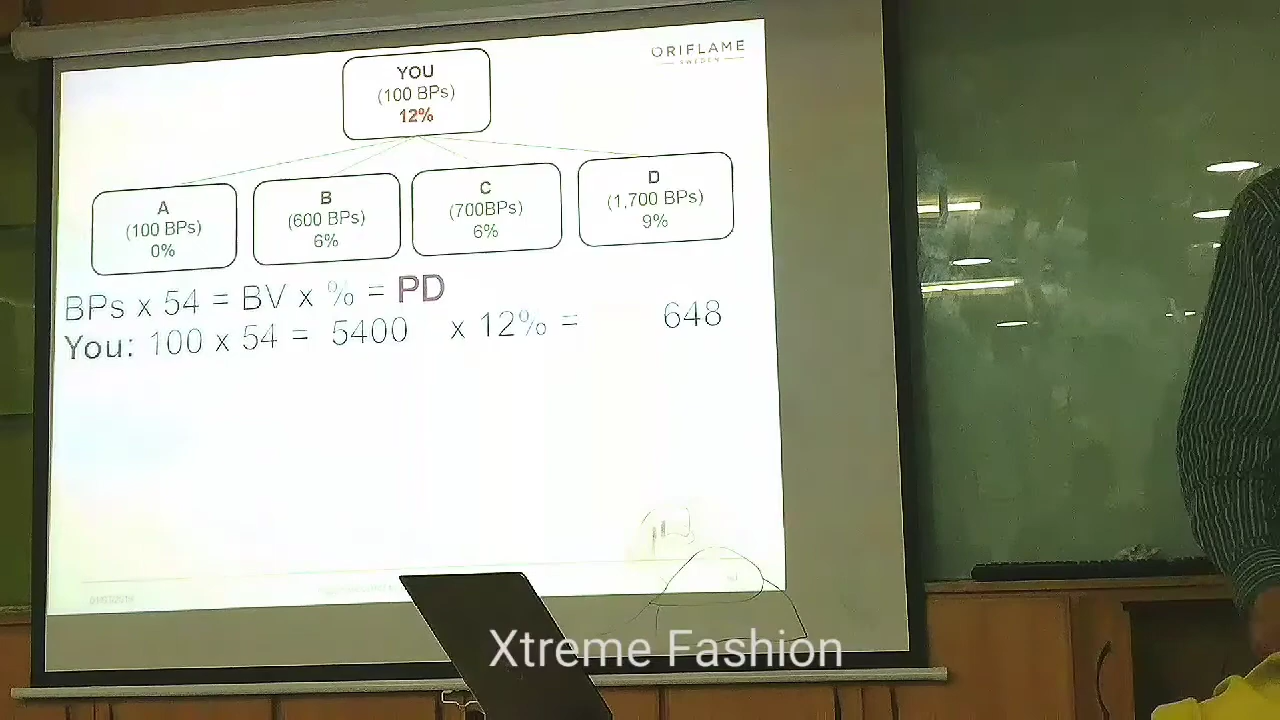 ORIFLAME
SWEDEN
YOU
(100 BPs)
12%
A
(100 BPs)
0%
B
(600 BPs)
6%
C
(700BPs)
6%
D
(1,700 BPs)
9%
BPs x 54 = BV x % = PD
You: 100 x 54 = 5400 x 12% = 648
Xtreme Fashion